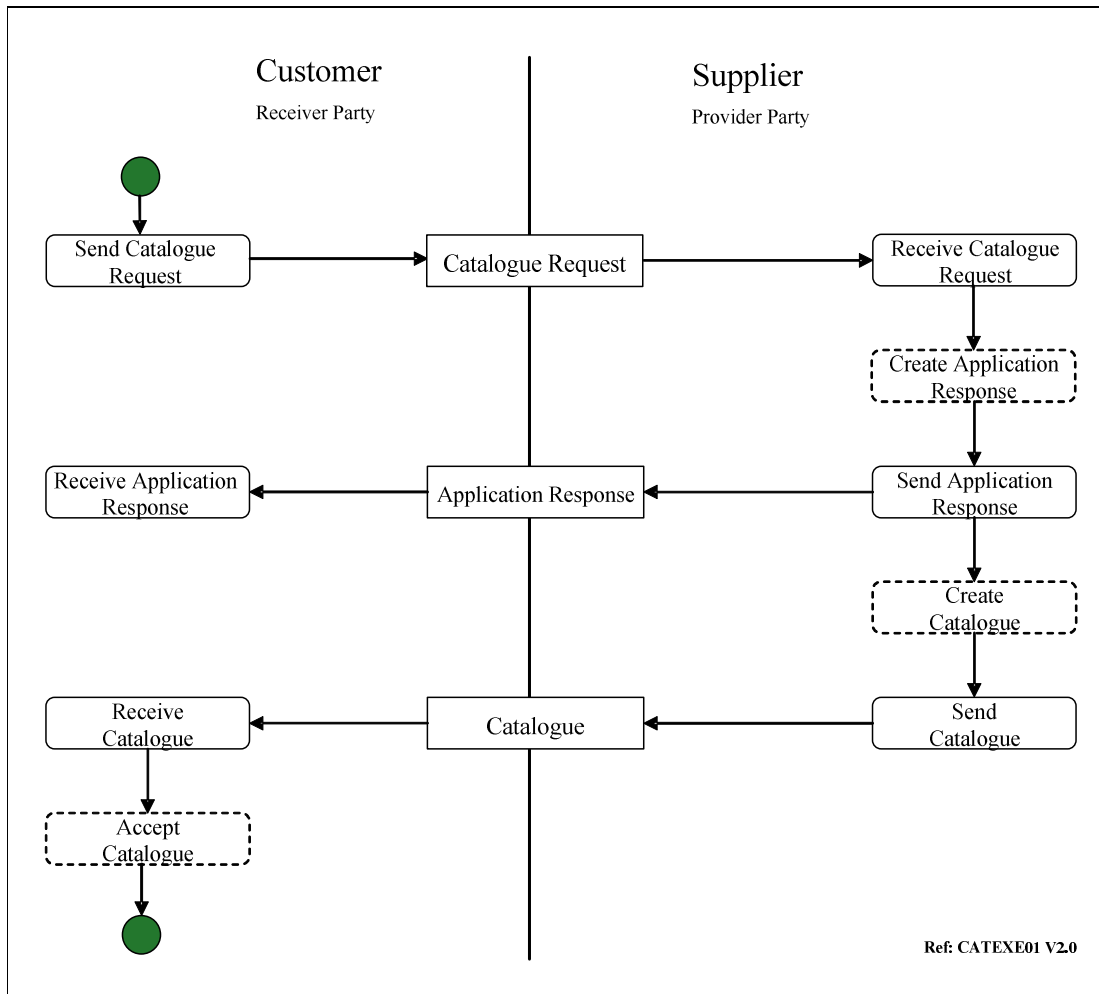 Customer
Supplier
Receiver Party
Provider Party
Send Catalogue
Request
Catalogue Request
Receive Catalogue
Request
Create Application
Response
Receive Application
Response
Application Response
Send Application
Response
Create
Catalogue
Receive
Catalogue
Catalogue
Send
Catalogue
Accept
Catalogue
Ref: CATEXE01 V2.0